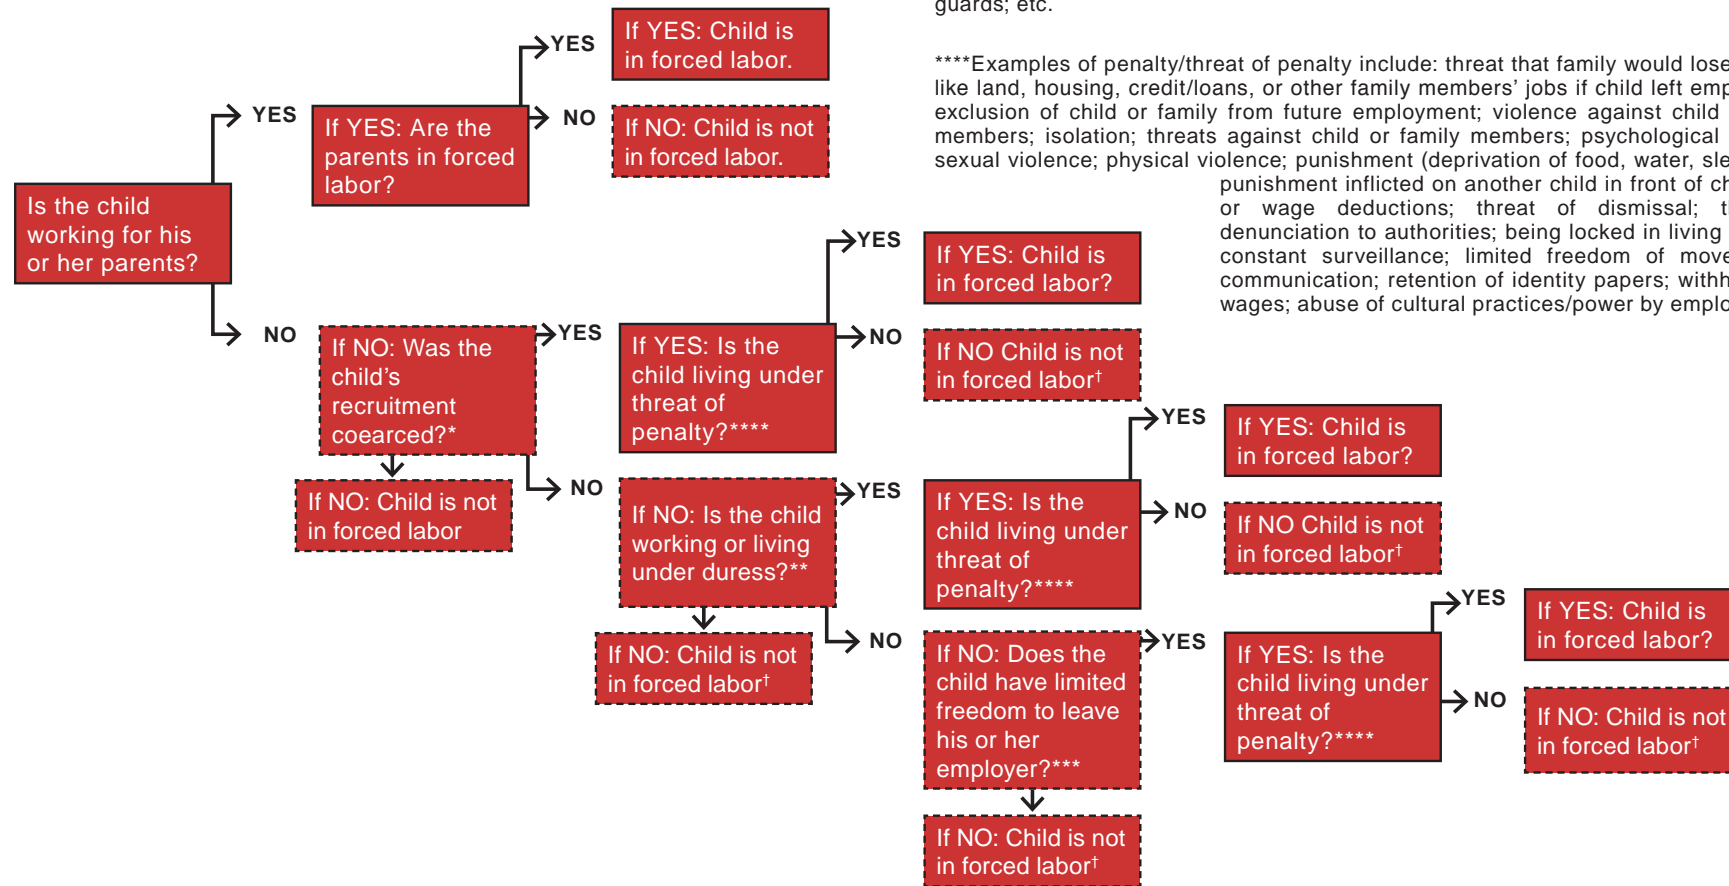 guards; etc.
****Examples of penalty/threat of penalty include: threat that family would lose
like land, housing, credit/loans, or other family members' jobs if child left
exclusion of child or family from future employment; violence against child
members; isolation; threats against child or family members; psychological
sexual violence; physical violence; punishment (deprivation of food, water,
punishment inflicted on another child in front of
or wage deductions; threat of dismissal;
denunciation to authorities; being locked in living
constant surveillance; limited freedom of
communication; retention of identity papers;
wages; abuse of cultural practices/power by
Is the child
working for his
or her parents?
YES
If YES: Are the
parents in forced
labor?
YES
If YES: Child is
in forced labor.
NO
If NO: Child is not
in forced labor.
NO
If NO: Was the
child's
recruitment
coearced?*
If NO: Child is not
in forced labor
YES
If YES: Is the
child living under
threat of
penalty?****
YES
If YES: Child is
in forced labor?
NO
If NO Child is not
in forced labor†
NO
If NO: Is the child
working or living
under duress?**
If NO: Child is not
in forced labor†
YES
If YES: Is the
child living under
threat of
penalty?****
YES
If YES: Child is
in forced labor?
NO
If NO Child is not
in forced labor†
NO
If NO: Does the
child have limited
freedom to leave
his or her
employer?***
If NO: Child is not
in forced labor†
YES
If YES: Is the
child living under
threat of
penalty?****
YES
If YES: Child is
in forced labor?
NO
If NO: Child is not
in forced labor†